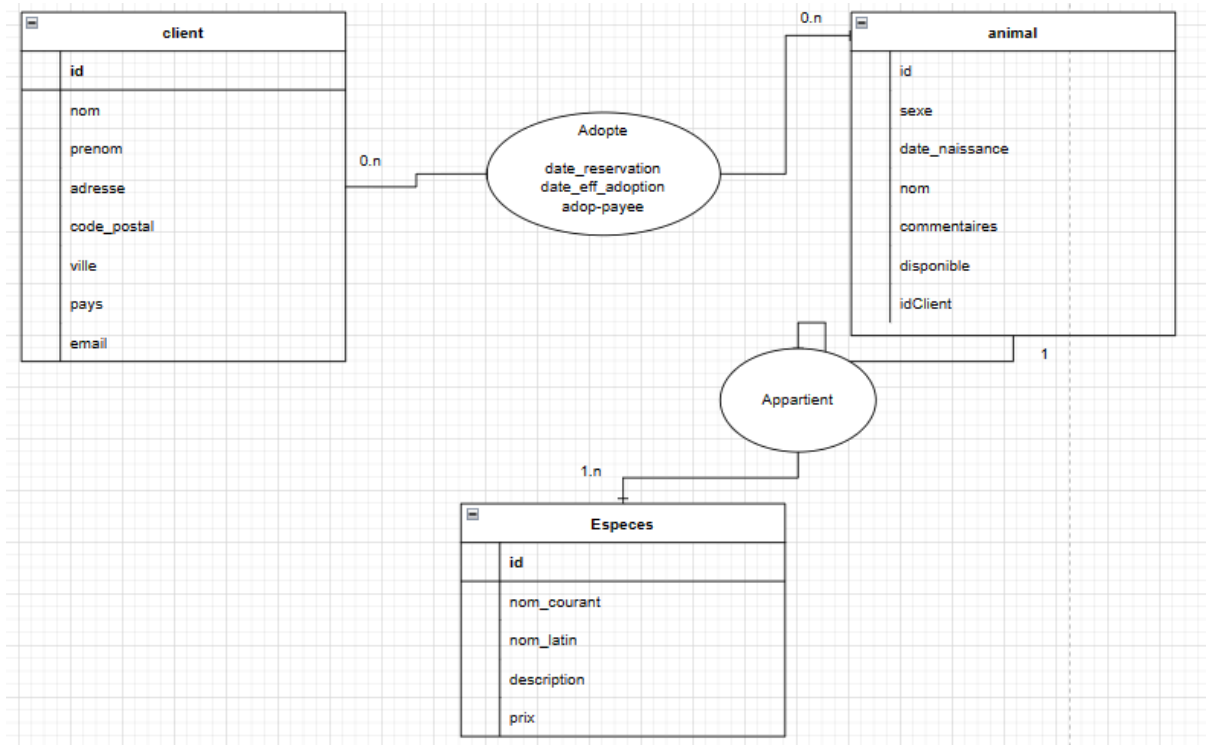 client
id
nom
prenom
adresse
code_postal
ville
pays
email
0.n
Adopte
date_reservation
date_eff_adoption
adop-payee
0.n
animal
id
sexe
date_naissance
nom
commentaires
disponible
idClient
1
Appartient
1.n
Especes
id
nom_courant
nom_latin
description
prix